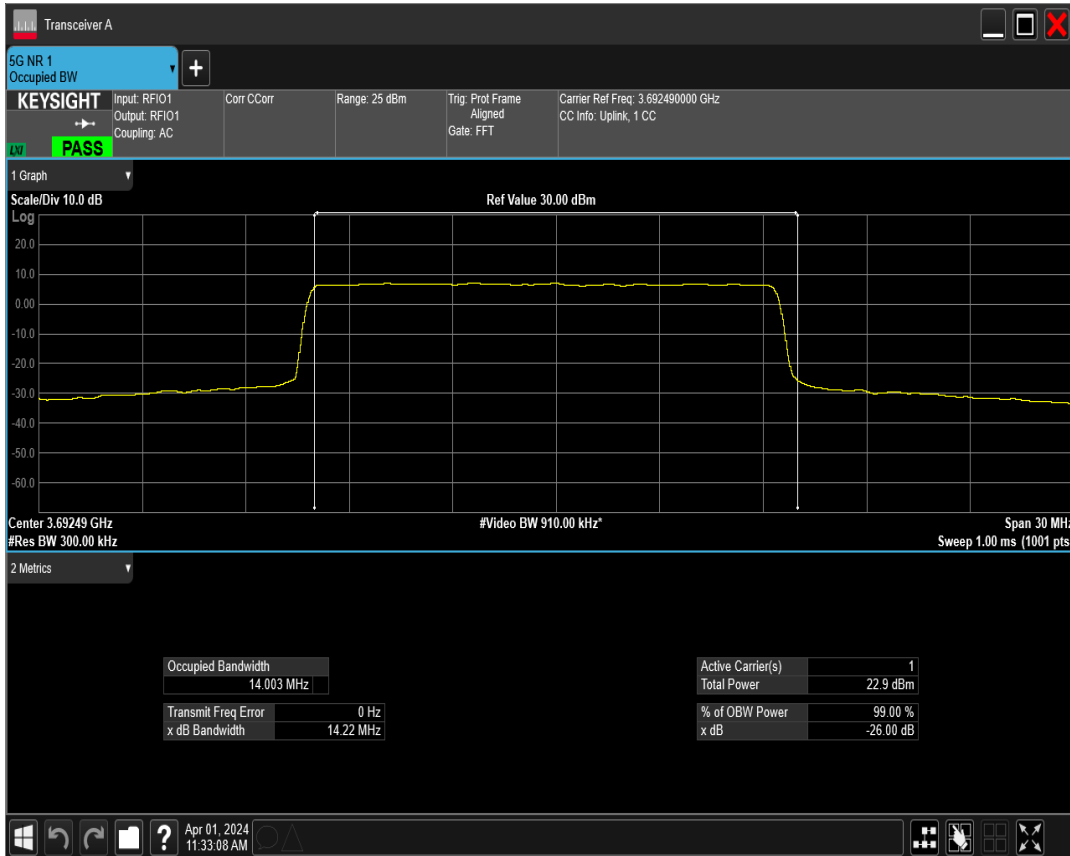 Transceiver A
5G NR 1
Occupied BW
KEYSIGHT
LXI
PASS
Input: RFIO1
Output: RFIO1
Coupling: AC
Corr CCorr
Range: 25 dBm
Trig: Prot Frame
Aligned
Gate: FFT
Carrier Ref Freq: 3.692490000 GHz
CC Info: Uplink, 1 CC
1 Graph
Scale/Div 10.0 dB
Ref Value 30.00 dBm
Log
20.0
10.0
0.00
-10.0
-20.0
-30.0
-40.0
-50.0
-60.0
Center 3.69249 GHz
#Video BW 910.00 kHz*
Span 30 MHz
#Res BW 300.00 kHz
Sweep 1.00 ms (1001 pts
2 Metrics
Occupied Bandwidth
14.003 MHz
Transmit Freq Error 0 Hz
x dB Bandwidth 14.22 MHz
Active Carrier(s) 1
Total Power 22.9 dBm
% of OBW Power 99.00 %
x dB -26.00 dB
?
Apr 01, 2024
11:33:08 AM